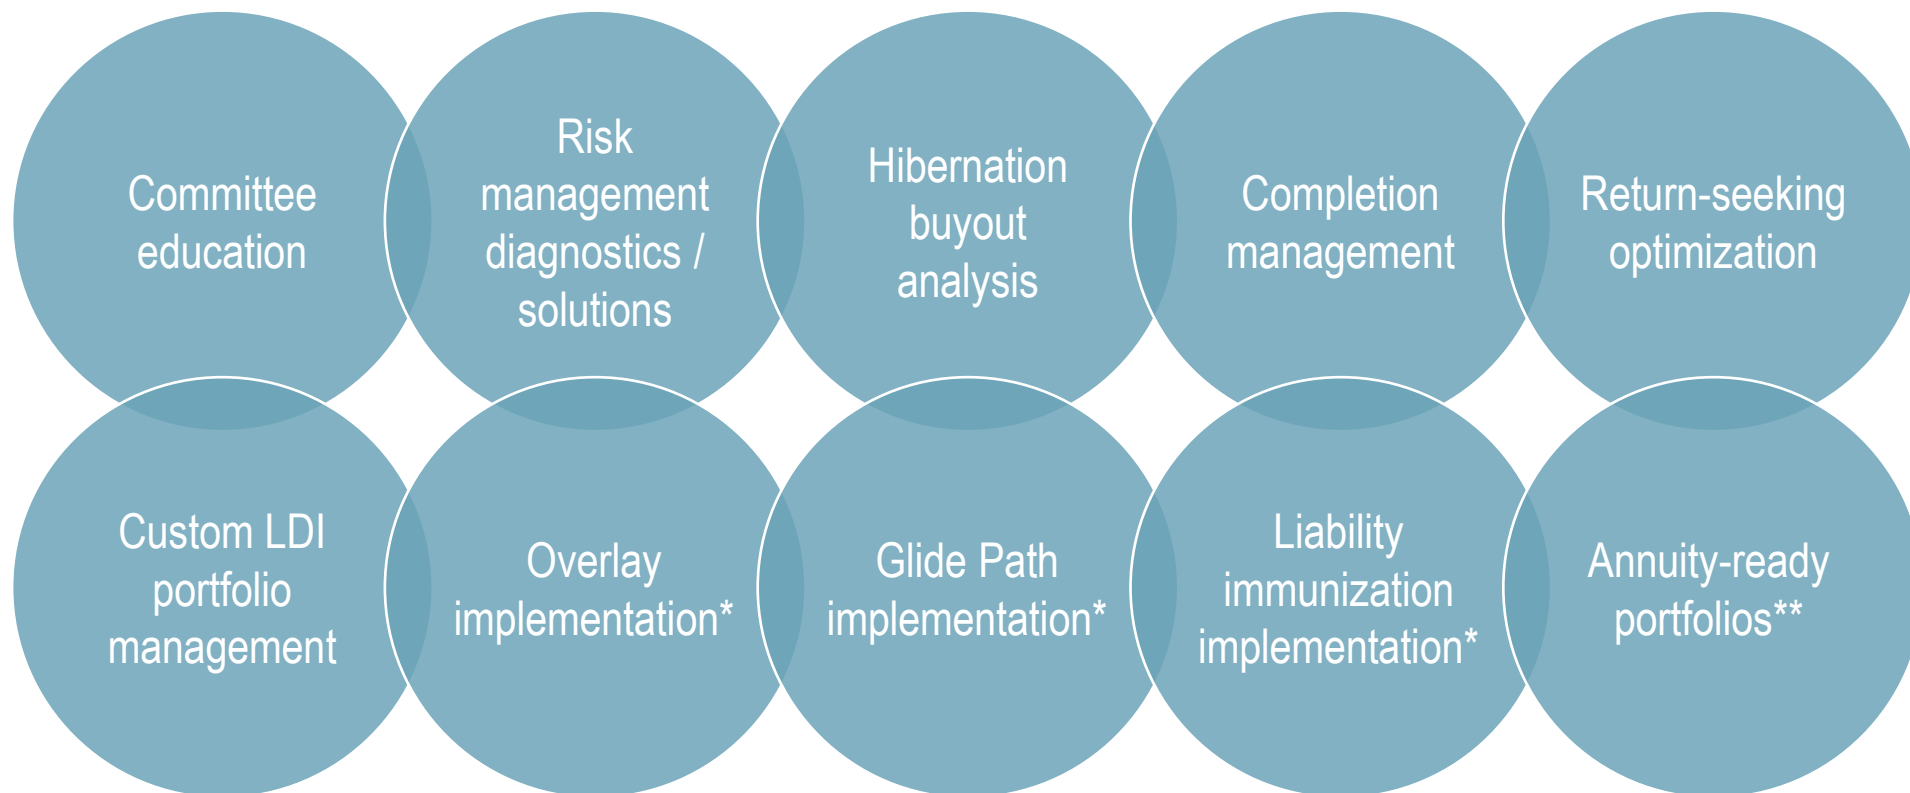 Committee
education
Risk
management
diagnostics /
solutions
Hibernation
buyout
analysis
Completion
management
Return-seeking
optimization
Custom LDI
portfolio
management
Overlay
implementation*
Glide Path
implementation*
Liability
immunization
implementation*
Annuity-ready
portfolios**